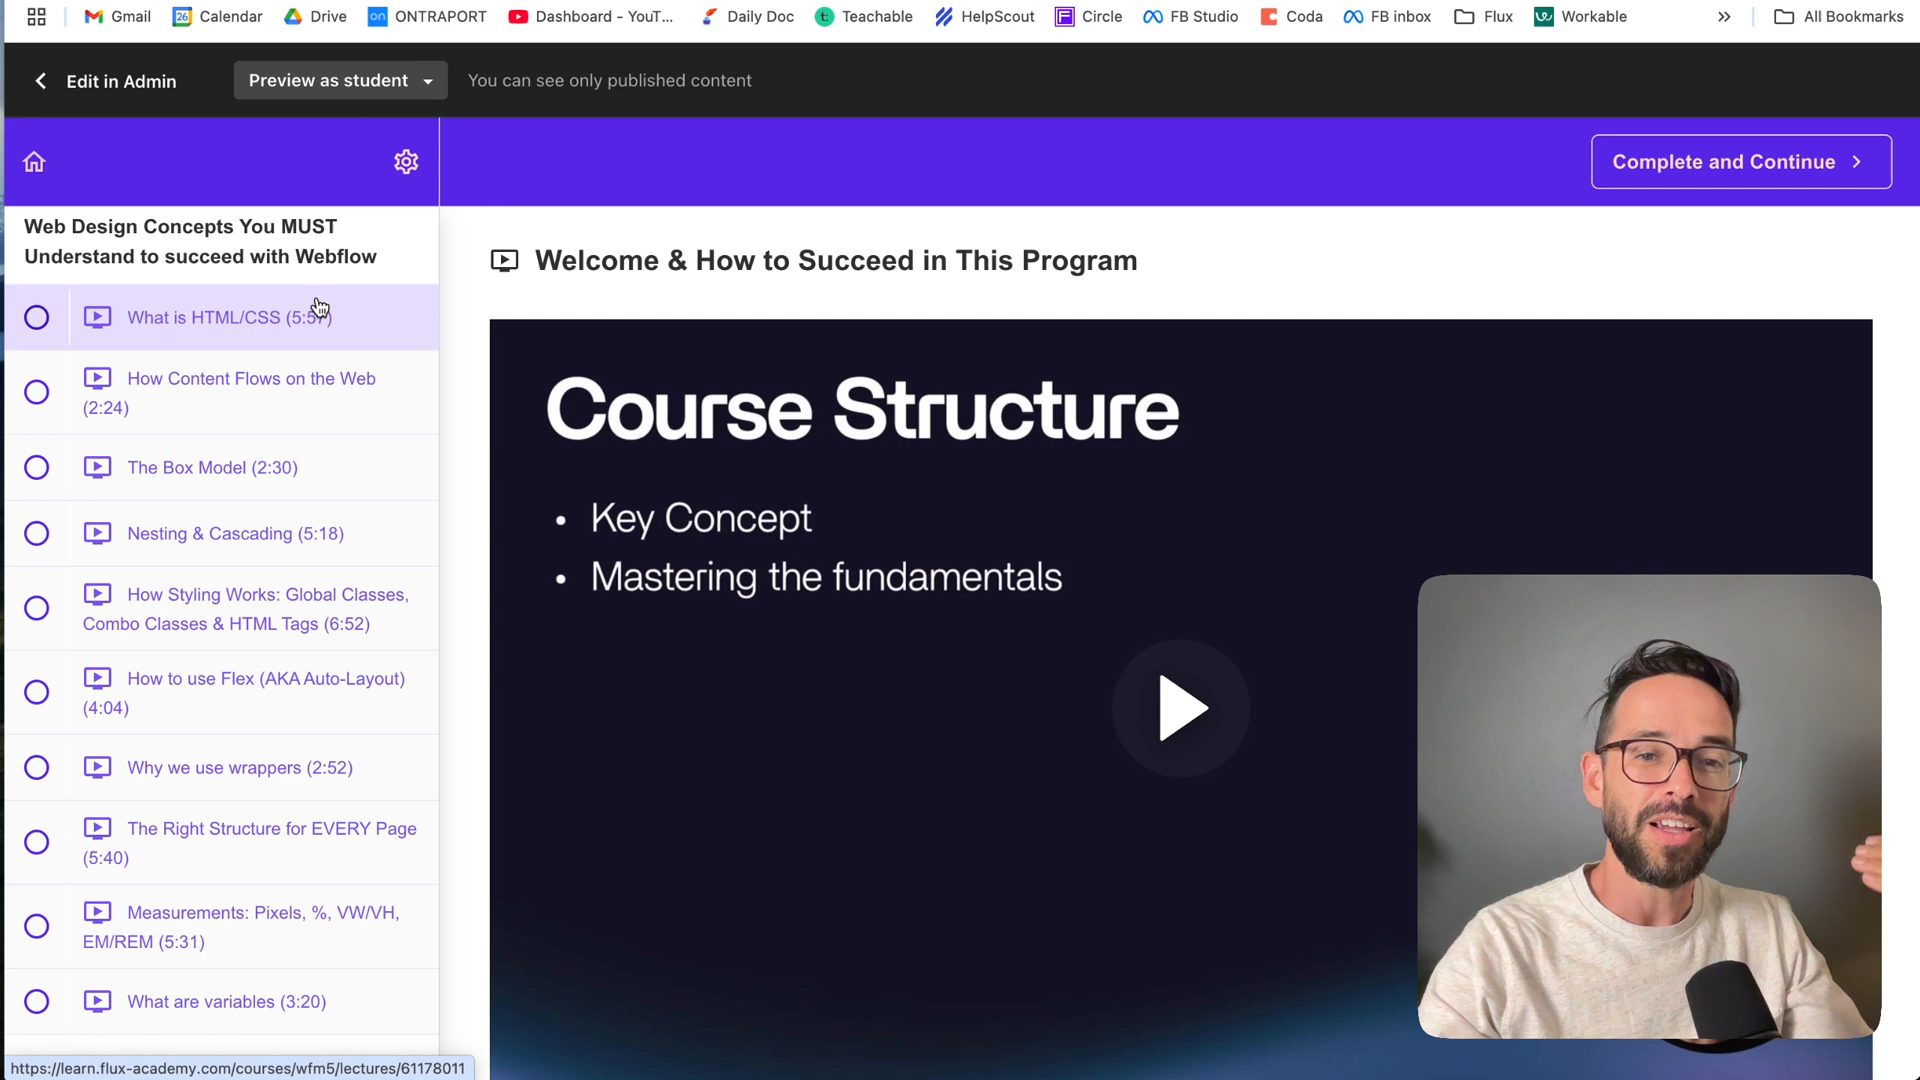 Gmail
26 Calendar
Drive
on ONTRAPORT
Dashboard - YouT...
Daily Doc
t: Teachable
HelpScout
Circle
FB Studio
Coda
FB inbox
Flux
Workable
»
All Bookmarks
Edit in Admin
Preview as student
You can see only published content
Complete and Continue
Web Design Concepts You MUST
Understand to succeed with Webflow
What is HTML/CSS (5:57)
How Content Flows on the Web
(2:24)
The Box Model (2:30)
Nesting & Cascading (5:18)
How Styling Works: Global Classes,
Combo Classes & HTML Tags (6:52)
How to use Flex (AKA Auto-Layout)
(4:04)
Why we use wrappers (2:52)
The Right Structure for EVERY Page
(5:40)
Measurements: Pixels, %, VW/VH,
EM/REM (5:31)
What are variables (3:20)
https://learn.flux-academy.com/courses/wfm5/lectures/61178011
Welcome & How to Succeed in This Program
Course Structure
• Key Concept
• Mastering the fundamentals